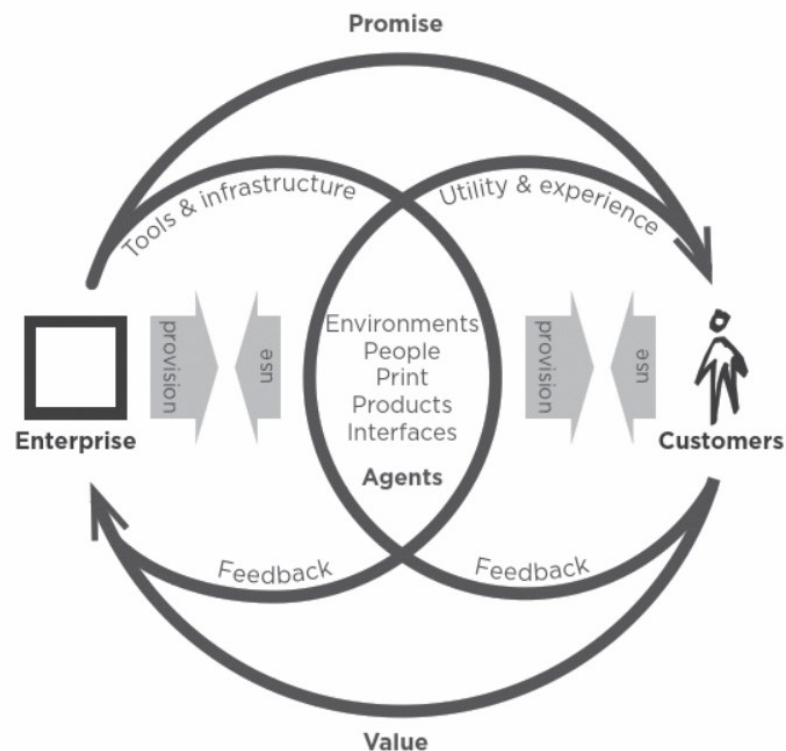 Promise
Tools & infrastructure
Utility & experience
provision
use
Environments
People
Print
Products
Interfaces
Agents
provision
use
Enterprise
Customers
Feedback
Feedback
Value